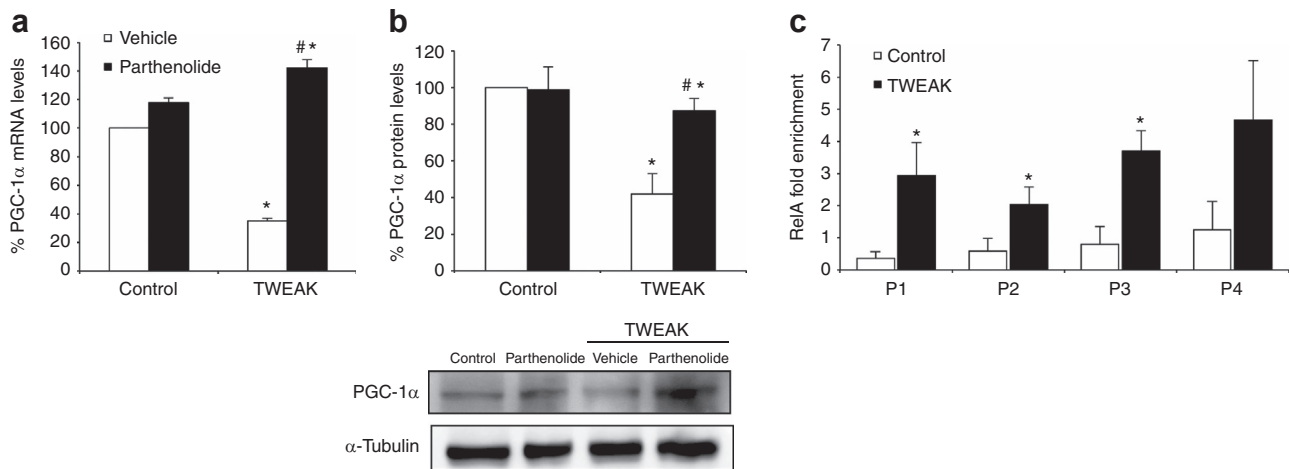 a
% PGC-1α mRNA levels
160
140
120
100
80
60
40
20
0
Vehicle
Parthenolide
*
# *
Control
TWEAK
b
% PGC-1α protein levels
120
100
80
60
40
20
0
*
# *
Control
TWEAK
TWEAK
Control Parthenolide Vehicle Parthenolide
PGC-1α
α-Tubulin
c
RelA fold enrichment
7
6
5
4
3
2
1
0
Control
TWEAK
*
*
*
P1
P2
P3
P4